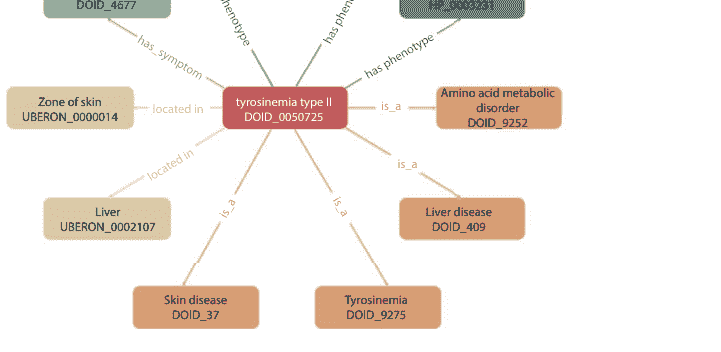 DOID_4677
has_symptom
phenotype
has phen
has phenotype
Zone of skin
UBERON_0000014
located in
tyrosinemia type II
DOID_0050725
is_a
Amino acid metabolic
disorder
DOID_9252
located in
is_a
is_a
is_a
Liver
UBERON_0002107
Liver disease
DOID_409
Skin disease
DOID_37
Tyrosinemia
DOID_9275